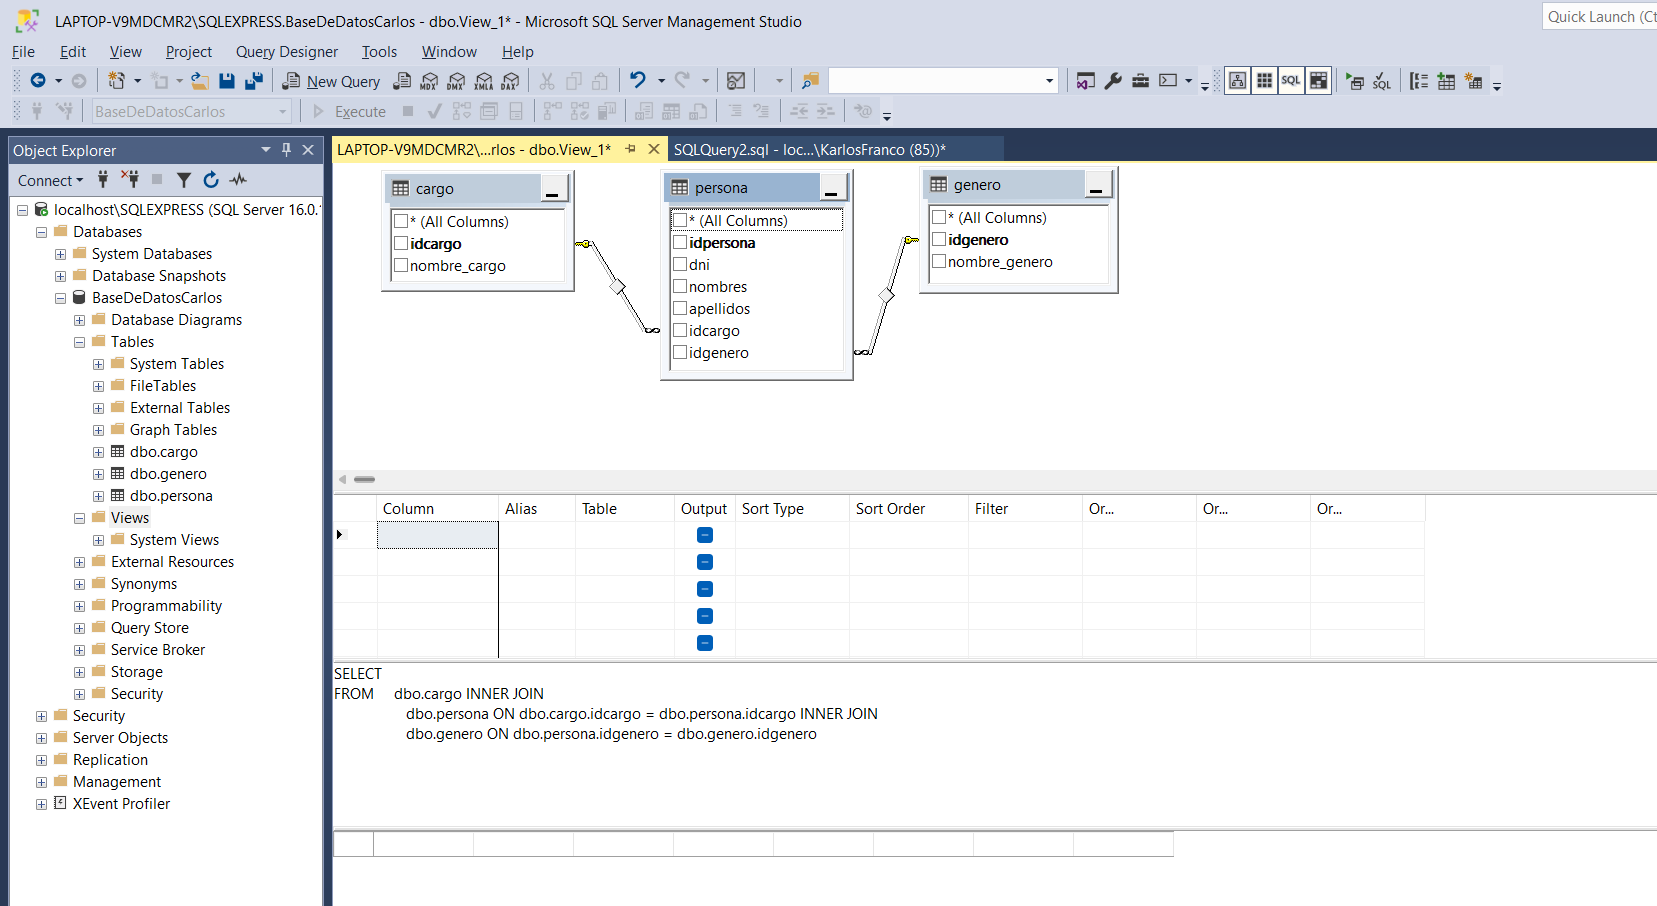 LAPTOP-V9MDCMR2\SQLEXPRESS.BaseDeDatosCarlos - dbo.View_1* - Microsoft SQL Server Management Studio
Quick Launch (Ct
File Edit View Project Query Designer Tools Window Help
New Query MDX DMX XMLA DAX SQL SQL
BaseDeDatosCarlos Execute
Object Explorer
Connect
localhost\SQLEXPRESS (SQL Server 16.0.
Databases
System Databases
Database Snapshots
BaseDeDatosCarlos
Database Diagrams
Tables
System Tables
FileTables
External Tables
Graph Tables
dbo.cargo
dbo.genero
dbo.persona
Views
System Views
External Resources
Synonyms
Programmability
Query Store
Service Broker
Storage
Security
Security
Server Objects
Replication
Management
XEvent Profiler
LAPTOP-V9MDCMR2\...rlos - dbo.View_1*
SQLQuery2.sql - loc...\KarlosFranco (85))*
cargo
* (All Columns)
idcargo
nombre_cargo
persona
* (All Columns)
idpersona
dni
nombres
apellidos
idcargo
idgenero
genero
* (All Columns)
idgenero
nombre_genero
Column Alias Table Output Sort Type Sort Order Filter Or... Or... Or...
SELECT
FROM dbo.cargo INNER JOIN
dbo.persona ON dbo.cargo.idcargo = dbo.persona.idcargo INNER JOIN
dbo.genero ON dbo.persona.idgenero = dbo.genero.idgenero